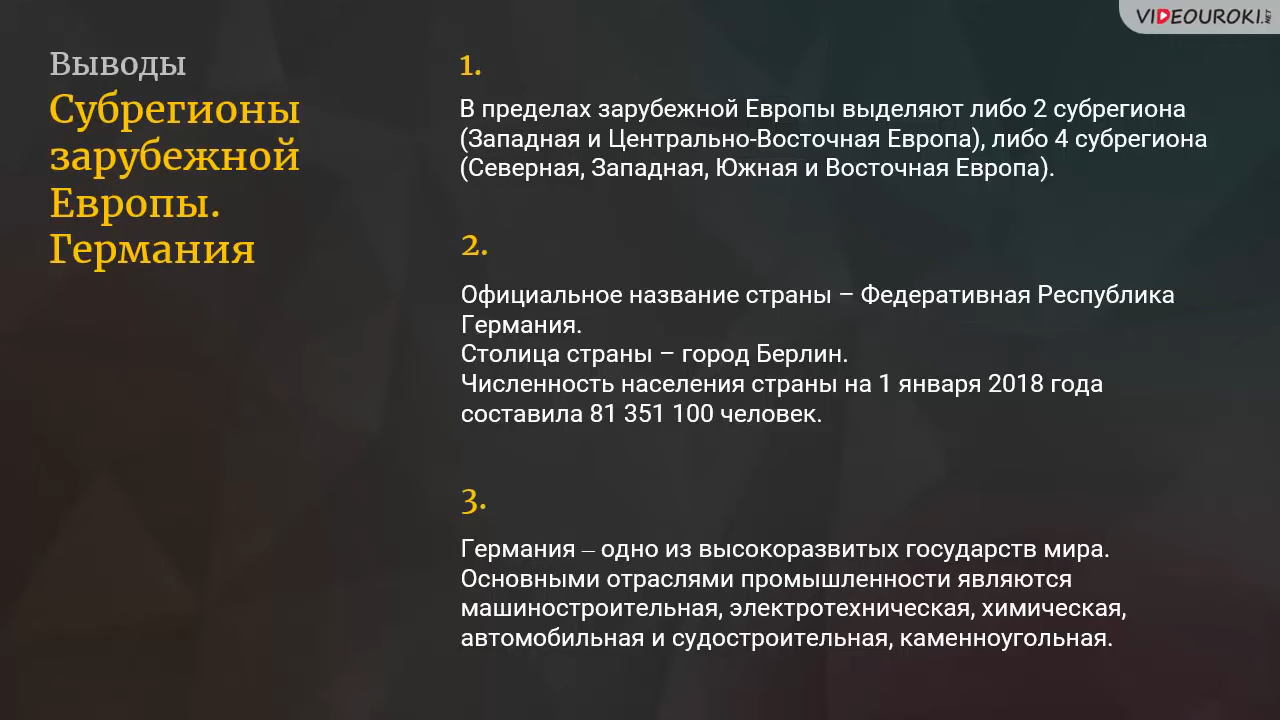 VIDEOUROKI.NET
Выводы
Субрегионы
зарубежной
Европы.
Германия
1.
В пределах зарубежной Европы выделяют либо 2 субрегиона
(Западная и Центрально-Восточная Европа), либо 4 субрегиона
(Северная, Западная, Южная и Восточная Европа).
2.
Официальное название страны – Федеративная Республика
Германия.
Столица страны – город Берлин.
Численность населения страны на 1 января 2018 года
составила 81 351 100 человек.
3.
Германия – одно из высокоразвитых государств мира.
Основными отраслями промышленности являются
машиностроительная, электротехническая, химическая,
автомобильная и судостроительная, каменноугольная.